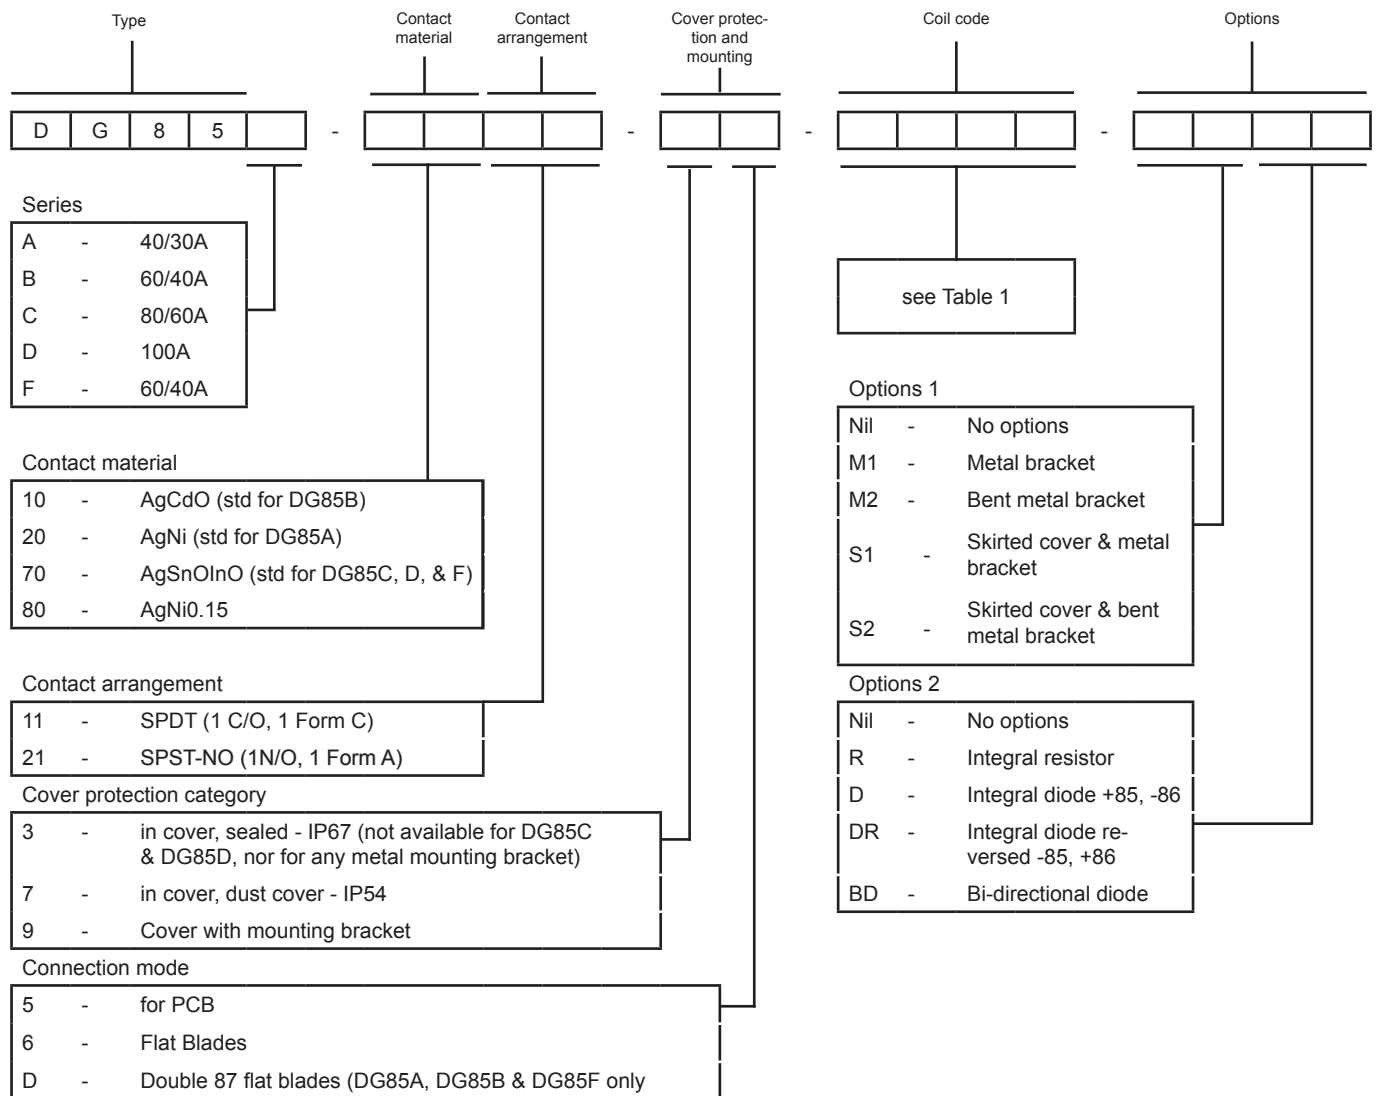 Type
Contact
material
Contact
arrangement
Cover protec-
tion and
mounting
Coil code
Options
D G 8 5 - - - -
Series
A - 40/30A
B - 60/40A
C - 80/60A
D - 100A
F - 60/40A
Contact material
10 - AgCdO (std for DG85B)
20 - AgNi (std for DG85A)
70 - AgSnOInO (std for DG85C, D, & F)
80 - AgNi0.15
Contact arrangement
11 - SPDT (1 C/O, 1 Form C)
21 - SPST-NO (1N/O, 1 Form A)
Cover protection category
3 - in cover, sealed - IP67 (not available for DG85C
& DG85D, nor for any metal mounting bracket)
7 - in cover, dust cover - IP54
9 - Cover with mounting bracket
Connection mode
5 - for PCB
6 - Flat Blades
D - Double 87 flat blades (DG85A, DG85B & DG85F only
see Table 1
Options 1
Nil - No options
M1 - Metal bracket
M2 - Bent metal bracket
S1 - Skirted cover & metal
bracket
S2 - Skirted cover & bent
metal bracket
Options 2
Nil - No options
R - Integral resistor
D - Integral diode +85, -86
DR - Integral diode re-
versed -85, +86
BD - Bi-directional diode